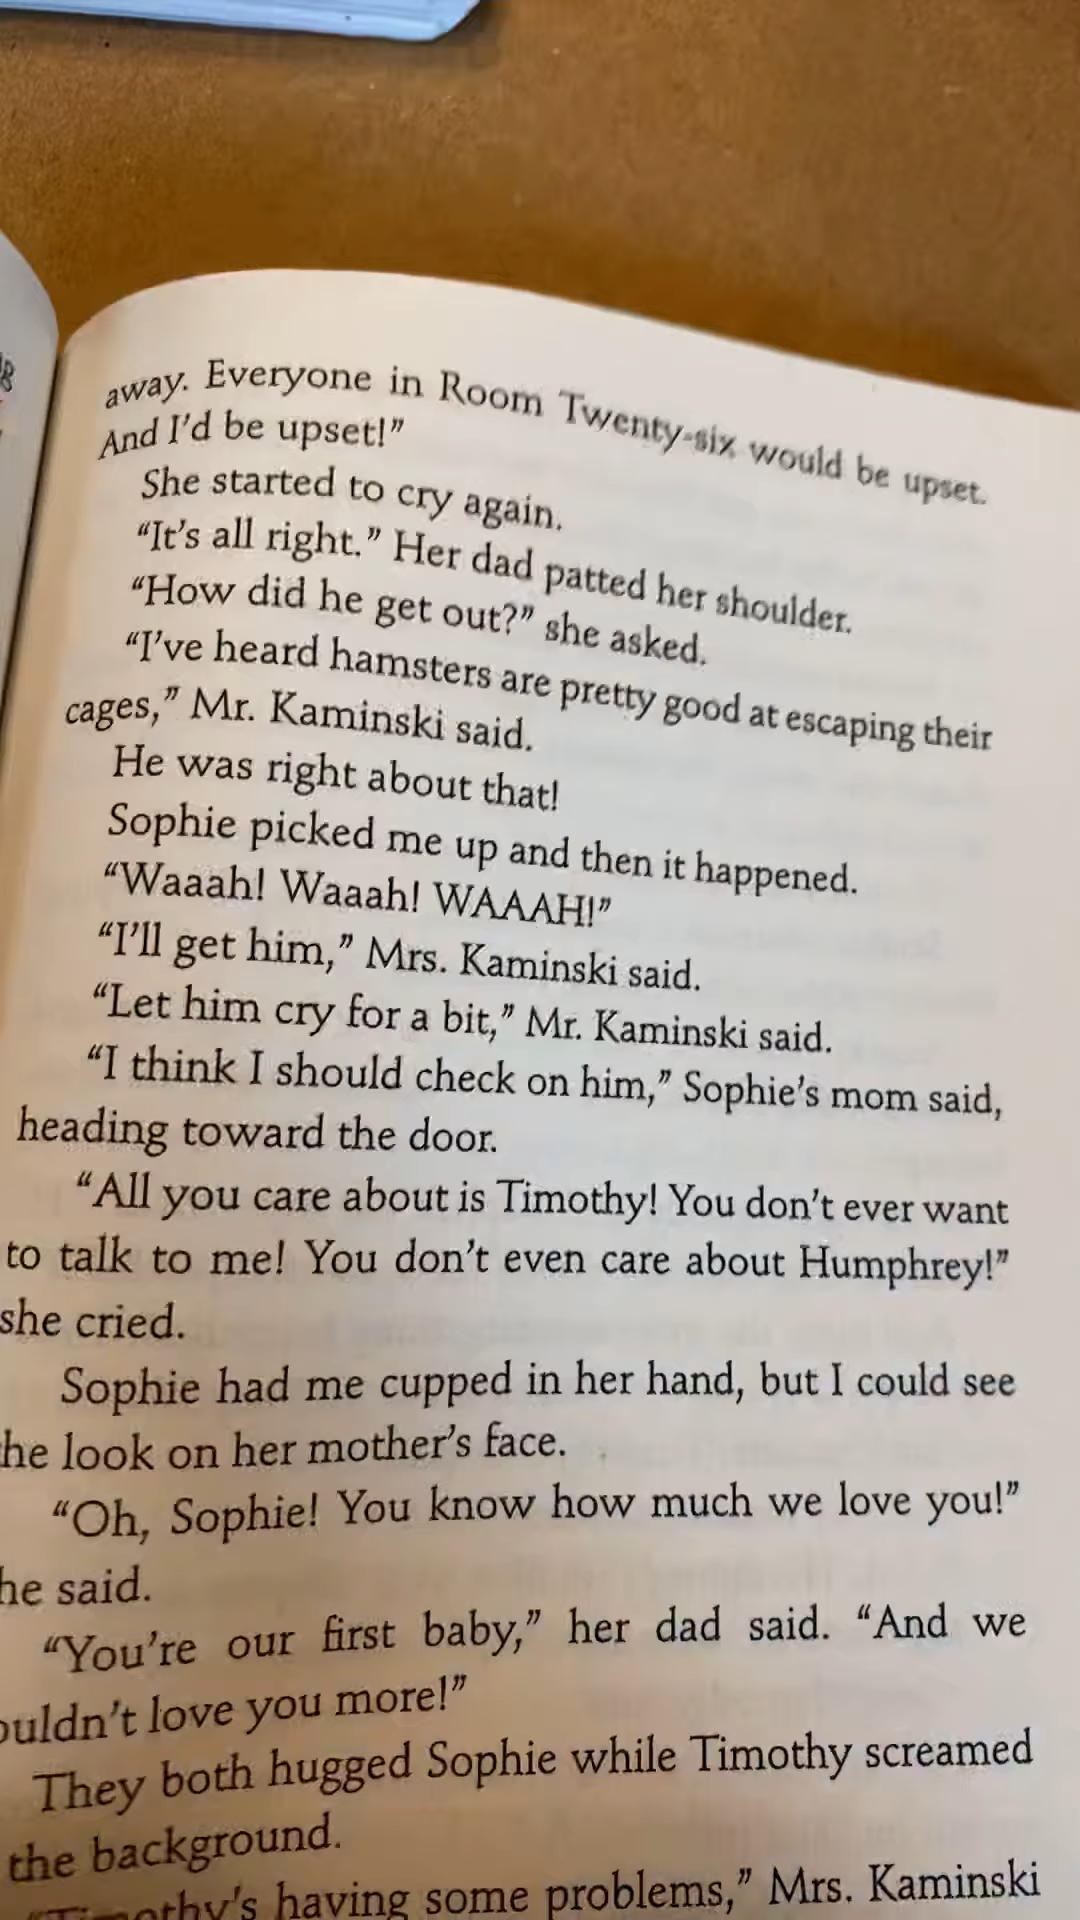 away. Everyone in Room Twenty-six would be upset.
And I'd be upset!”
She started to cry again.
“It's all right.” Her dad patted her shoulder.
“How did he get out?” she asked.
“I've heard hamsters are pretty good at escaping their
cages,” Mr. Kaminski said.
He was right about that!
Sophie picked me up and then it happened.
“Waaah! Waaah! WAAAH!”
“I'll get him,” Mrs. Kaminski said.
“Let him cry for a bit,” Mr. Kaminski said.
“I think I should check on him,” Sophie's mom said,
heading toward the door.
“All you care about is Timothy! You don't ever want
to talk to me! You don't even care about Humphrey!”
she cried.
Sophie had me cupped in her hand, but I could see
he look on her mother's face.
“Oh, Sophie! You know how much we love you!”
he said.
“You're our first baby,” her dad said. “And we
ouldn't love you more!”
They both hugged Sophie while Timothy screamed
the background.
“Timothy's having some problems,” Mrs. Kaminski